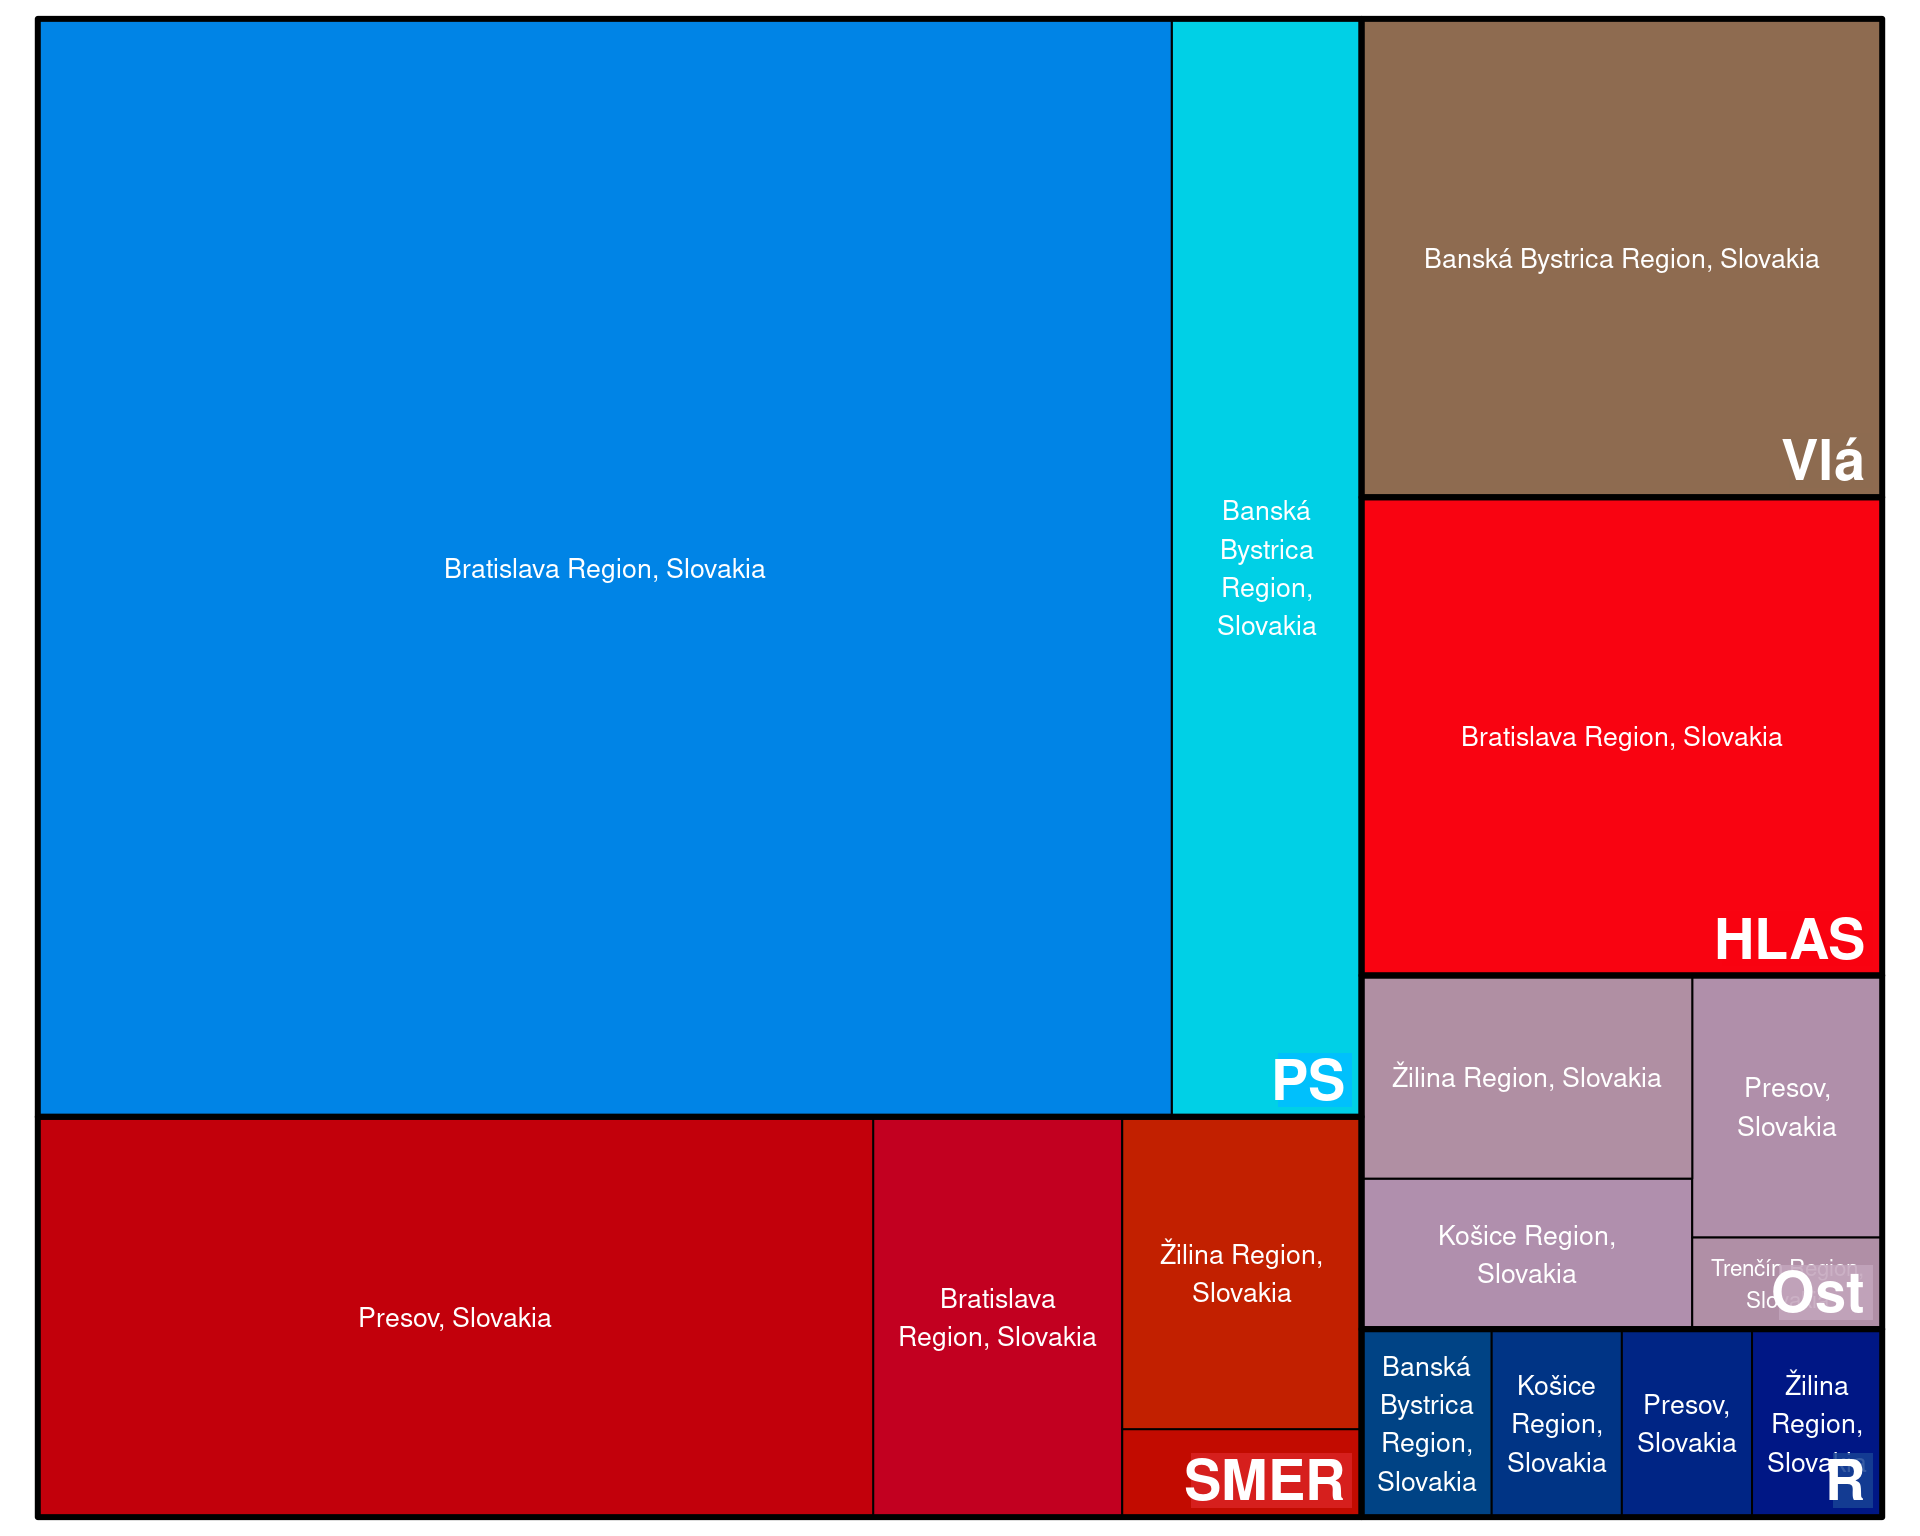 Bratislava Region, Slovakia
Banská
Bystrica
Region,
Slovakia
PS
Presov, Slovakia
Bratislava
Region, Slovakia
Žilina Region,
Slovakia
SMER
Banská Bystrica Region, Slovakia
Vlá
Bratislava Region, Slovakia
HLAS
Žilina Region, Slovakia
Presov,
Slovakia
Košice Region,
Slovakia
Trenčín Region,
Slovakia
Ost
Banská
Bystrica
Region,
Slovakia
Košice
Region,
Slovakia
Presov,
Slovakia
Žilina
Region,
Slovakia
R